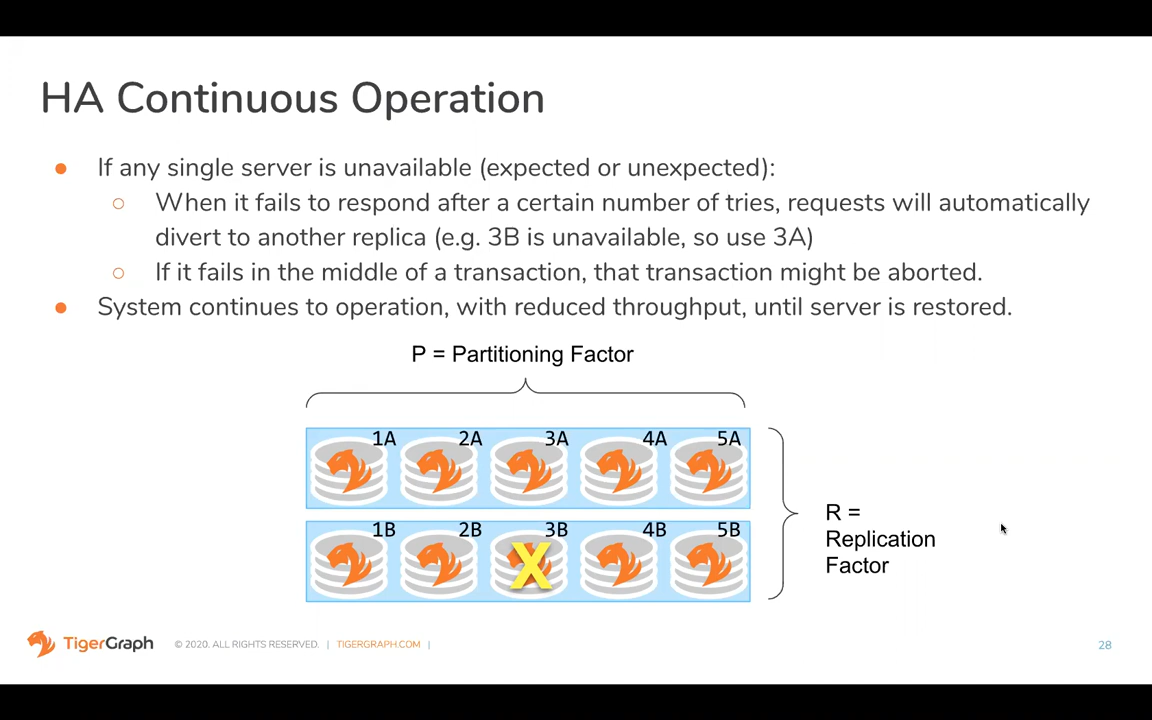 HA Continuous Operation
● If any single server is unavailable (expected or unexpected):
○ When it fails to respond after a certain number of tries, requests will automatically
divert to another replica (e.g. 3B is unavailable, so use 3A)
○ If it fails in the middle of a transaction, that transaction might be aborted.
● System continues to operation, with reduced throughput, until server is restored.
P = Partitioning Factor
1A 2A 3A 4A 5A
1B 2B 3B 4B 5B
X
R =
Replication
Factor
TigerGraph © 2020. ALL RIGHTS RESERVED. | TIGERGRAPH.COM | 28